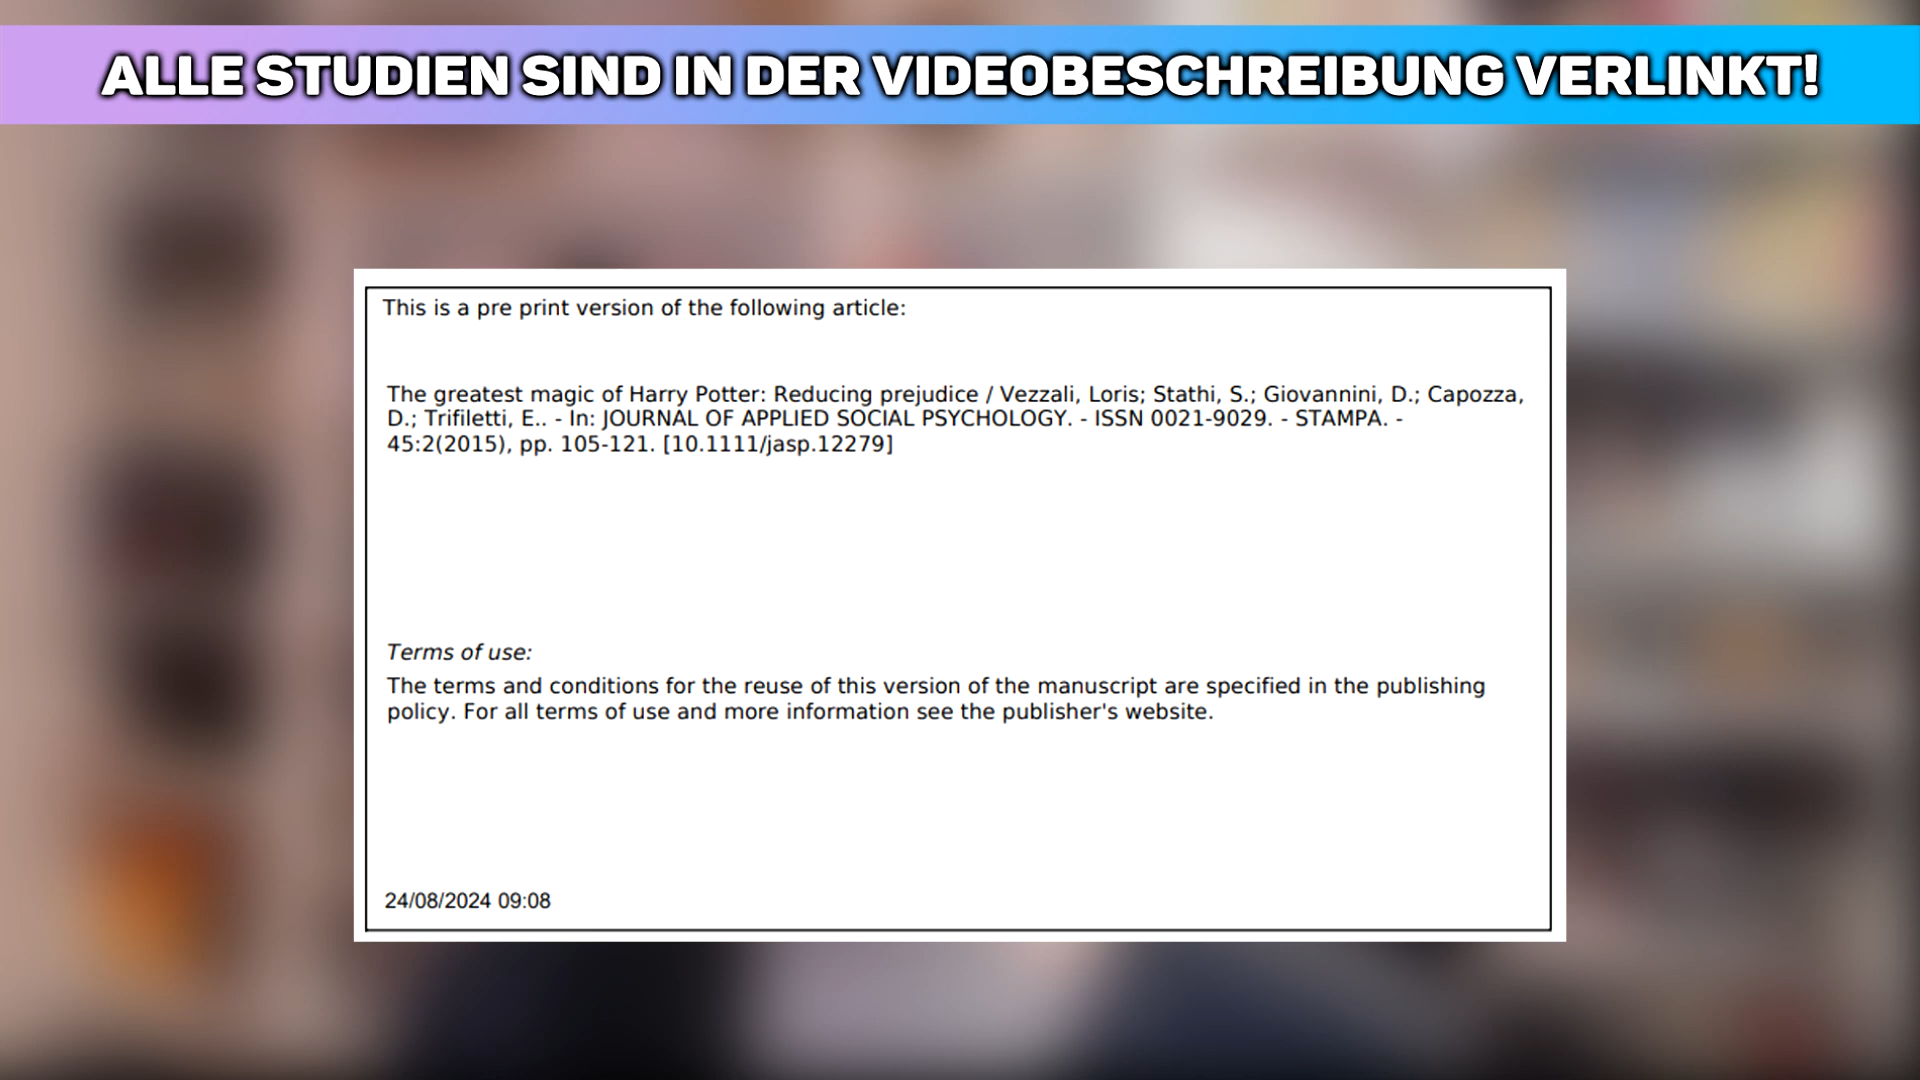 ALLE STUDIEN SIND IN DER VIDEOBESCHREIBUNG VERLINKT!
This is a pre print version of the following article:
The greatest magic of Harry Potter: Reducing prejudice / Vezzali, Loris; Stathi, S.; Giovannini, D.; Capozza,
D.; Trifiletti, E.. - In: JOURNAL OF APPLIED SOCIAL PSYCHOLOGY. - ISSN 0021-9029. - STAMPA. -
45:2(2015), pp. 105-121. [10.1111/jasp.12279]
Terms of use:
The terms and conditions for the reuse of this version of the manuscript are specified in the publishing
policy. For all terms of use and more information see the publisher's website.
24/08/2024 09:08